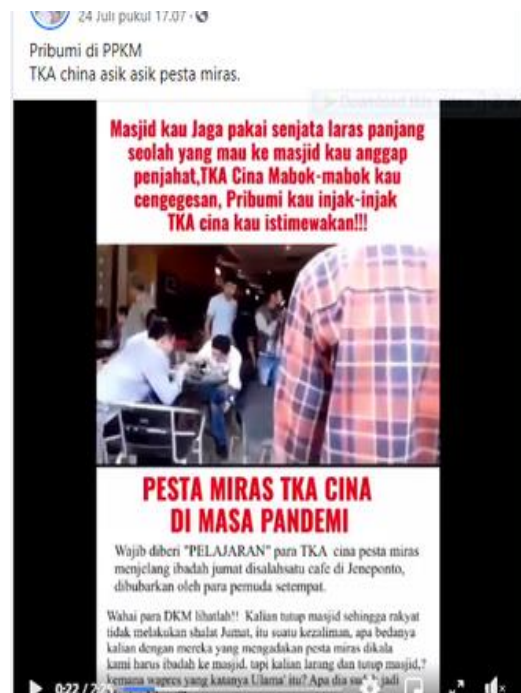 24 Juli pukul 17.07 ·
Pribumi di PPKM
TKA china asik asik pesta miras.
Masjid kau Jaga pakai senjata laras panjang
seolah yang mau ke masjid kau anggap
penjahat,TKA Cina Mabok-mabok kau
cengegesan, Pribumi kau injak-injak
TKA cina kau istimewakan!!!
PESTA MIRAS TKA CINA
DI MASA PANDEMI
Wajib diberi "PELAJARAN" para TKA cina pesta miras
menjelang ibadah jumat disalahsatu cafe di Jeneponto,
dibubarkan oleh para pemuda setempat.
Wahai para DKM lihatlah!! Kalian tutup masjid sehingga rakyat
tidak melakukan shalat Jumat, itu suatu kezaliman, apa bedanya
kalian dengan mereka yang mengadakan pesta miras dikala
kami harus ibadah ke masjid. tapi kalian larang dan tutup masjid,?
kemana wapres yang katanya Ulama' itu? Apa dia jadi
0:22 / 2:25